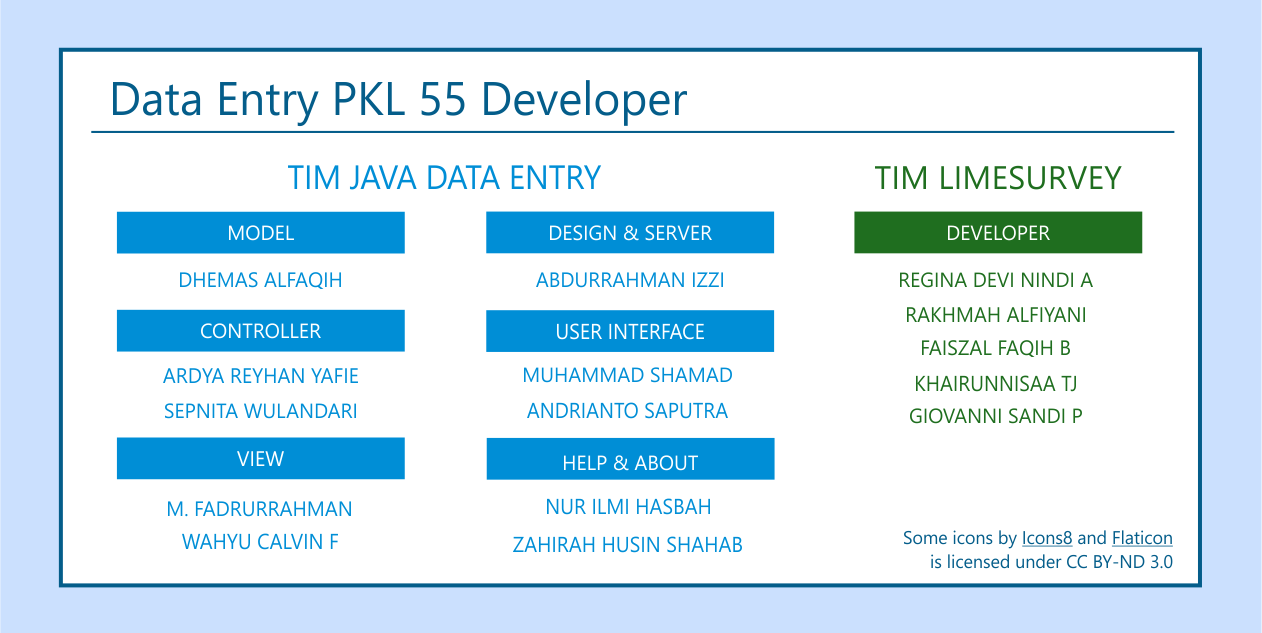 Data Entry PKL 55 Developer
TIM JAVA DATA ENTRY
MODEL
DHEMAS ALFAQIH
CONTROLLER
ARDYA REYHAN YAFIE
SEPNITA WULANDARI
VIEW
M. FADRURRAHMAN
WAHYU CALVIN F
DESIGN & SERVER
ABDURRAHMAN IZZI
USER INTERFACE
MUHAMMAD SHAMAD
ANDRIANTO SAPUTRA
HELP & ABOUT
NUR ILMI HASBAH
ZAHIRAH HUSIN SHAHAB
TIM LIMESURVEY
DEVELOPER
REGINA DEVI NINDI A
RAKHMAH ALFIYANI
FAISZAL FAQIH B
KHAIRUNNISAA TJ
GIOVANNI SANDI P
Some icons by Icons8 and Flaticon
is licensed under CC BY-ND 3.0